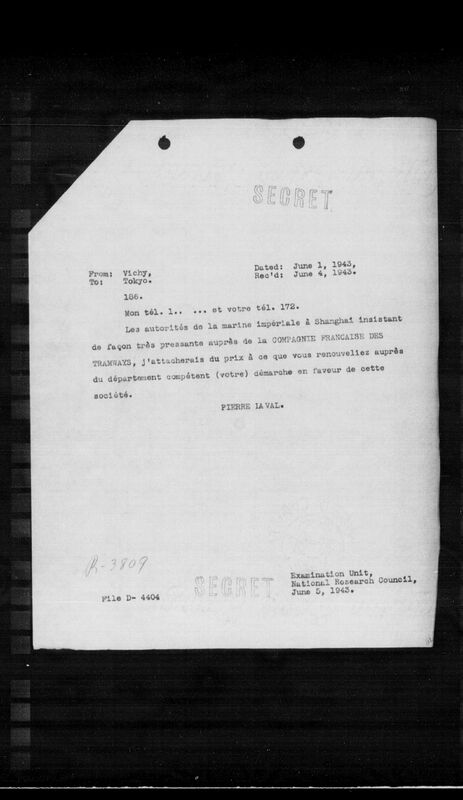 SECRET
From: Vichy, Dated: June 1, 1943,
To: Tokyo. Rec'd: June 4, 1943.
186.
Mon tél. 1.. ... et votre tél. 172.
Les autorités de la marine impériale à Shanghai insistant
de façon très pressante auprès de la COMPAGNIE FRANCAISE DES
TRAMWAYS, j'attacherais du prix à ce que vous renouveliez auprès
du département compétent (votre) démarche en faveur de cette
société.
PIERRE LAVAL.
R-3809
SECRET
Examination Unit,
National Research Council,
June 5, 1943.
File D- 4404